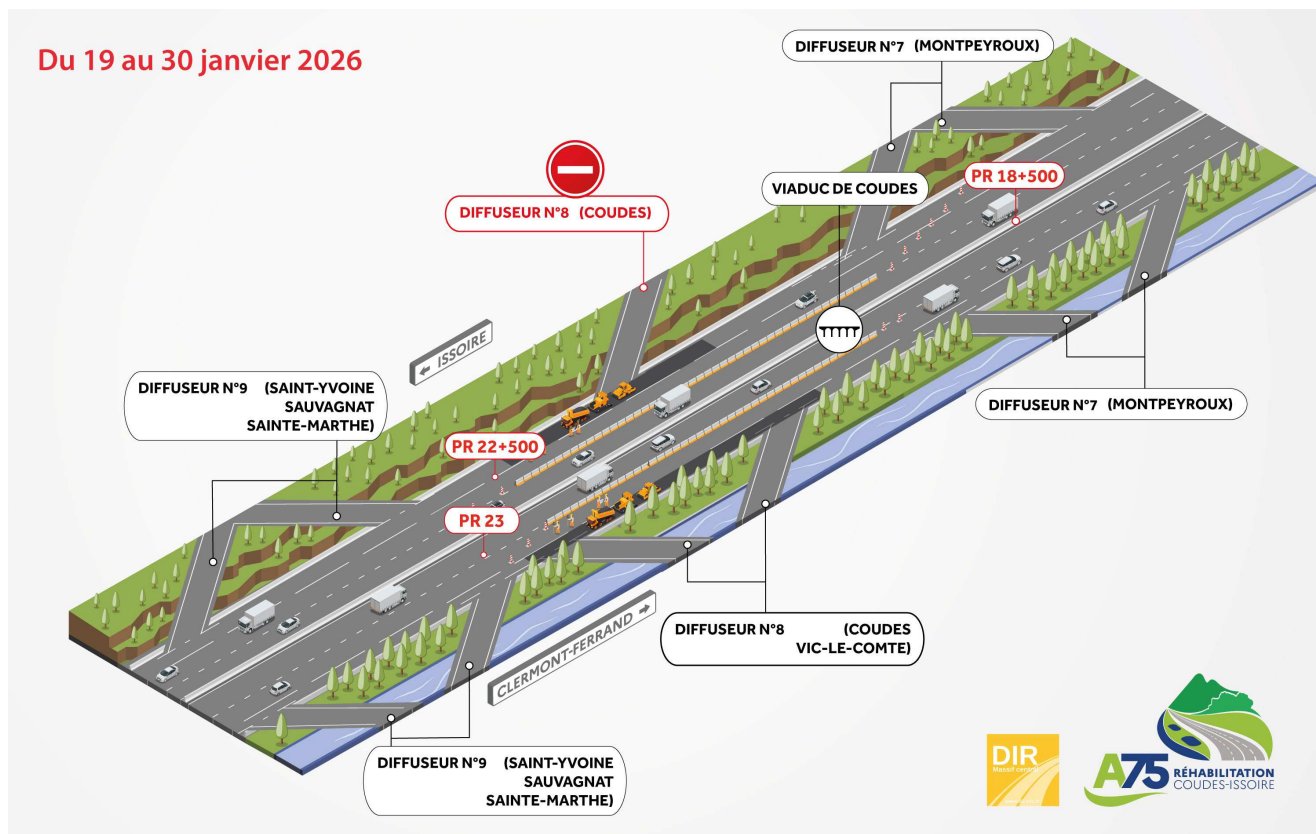 Du 19 au 30 janvier 2026
DIFFUSEUR N°7 (MONTPEYROUX)
DIFFUSEUR N°8 (COUDES)
VIADUC DE COUDES
PR 18+500
ISSOIRE
DIFFUSEUR N°9 (SAINT-YVOINE
SAUVAGNAT
SAINTE-MARTHE)
DIFFUSEUR N°7 (MONTPEYROUX)
PR 22+500
PR 23
DIFFUSEUR N°8 (COUDES
VIC-LE-COMTE)
CLERMONT-FERRAND
DIFFUSEUR N°9 (SAINT-YVOINE
SAUVAGNAT
SAINTE-MARTHE)
DIR
Massif central
A75 RÉHABILITATION
COUDES-ISSOIRE